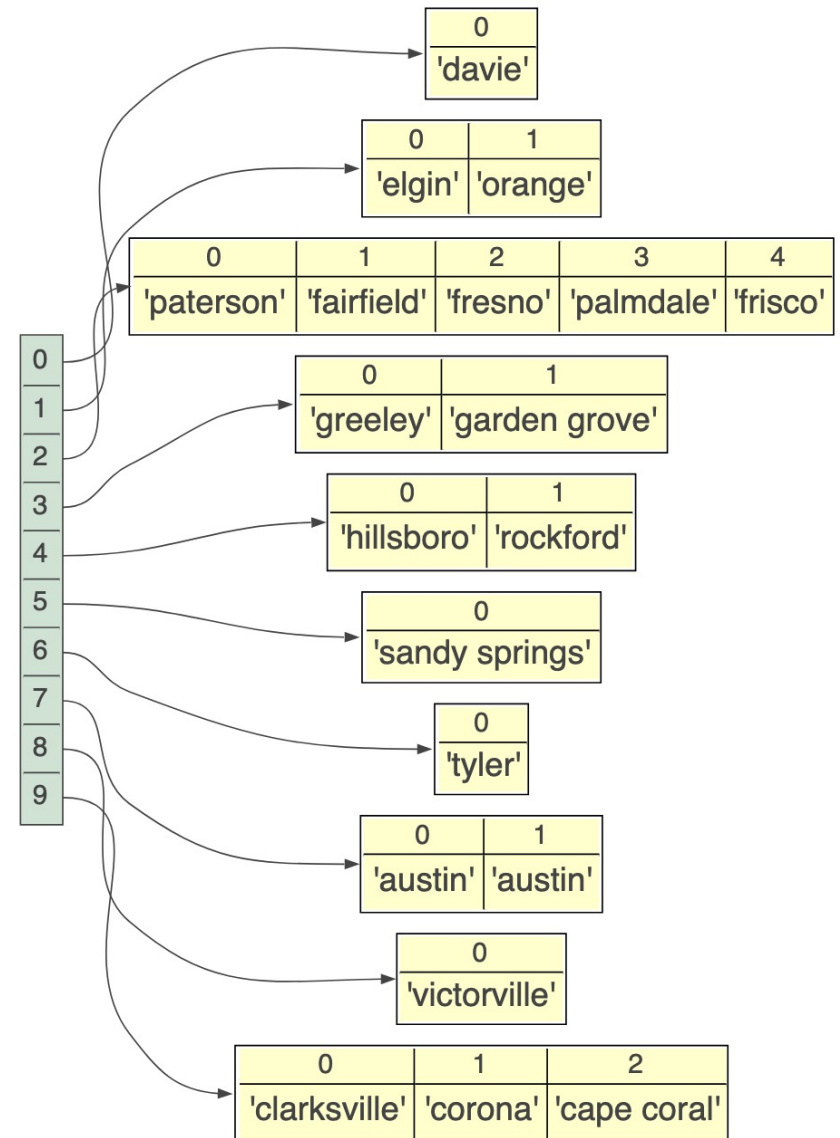 0
'davie'
0 1
'elgin' 'orange'
0 1 2 3 4
'paterson' 'fairfield' 'fresno' 'palmdale' 'frisco'
0
1
2
3
4
5
6
7
8
9
0 1
'greeley' 'garden grove'
0 1
'hillsboro' 'rockford'
0
'sandy springs'
0
'tyler'
0 1
'austin' 'austin'
0
'victorville'
0 1 2
'clarksville' 'corona' 'cape coral'